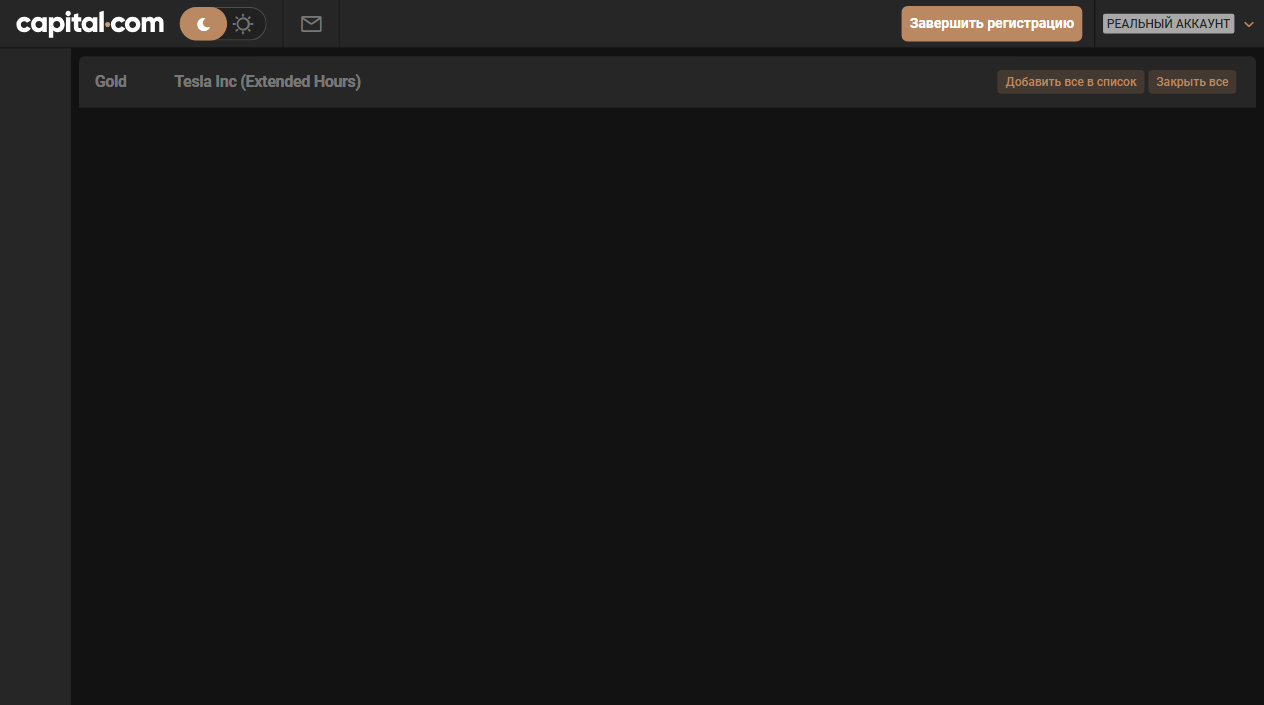 capital.com
Завершить регистрацию
РЕАЛЬНЫЙ АККАУНТ
Gold
Tesla Inc (Extended Hours)
Добавить все в список
Закрыть все